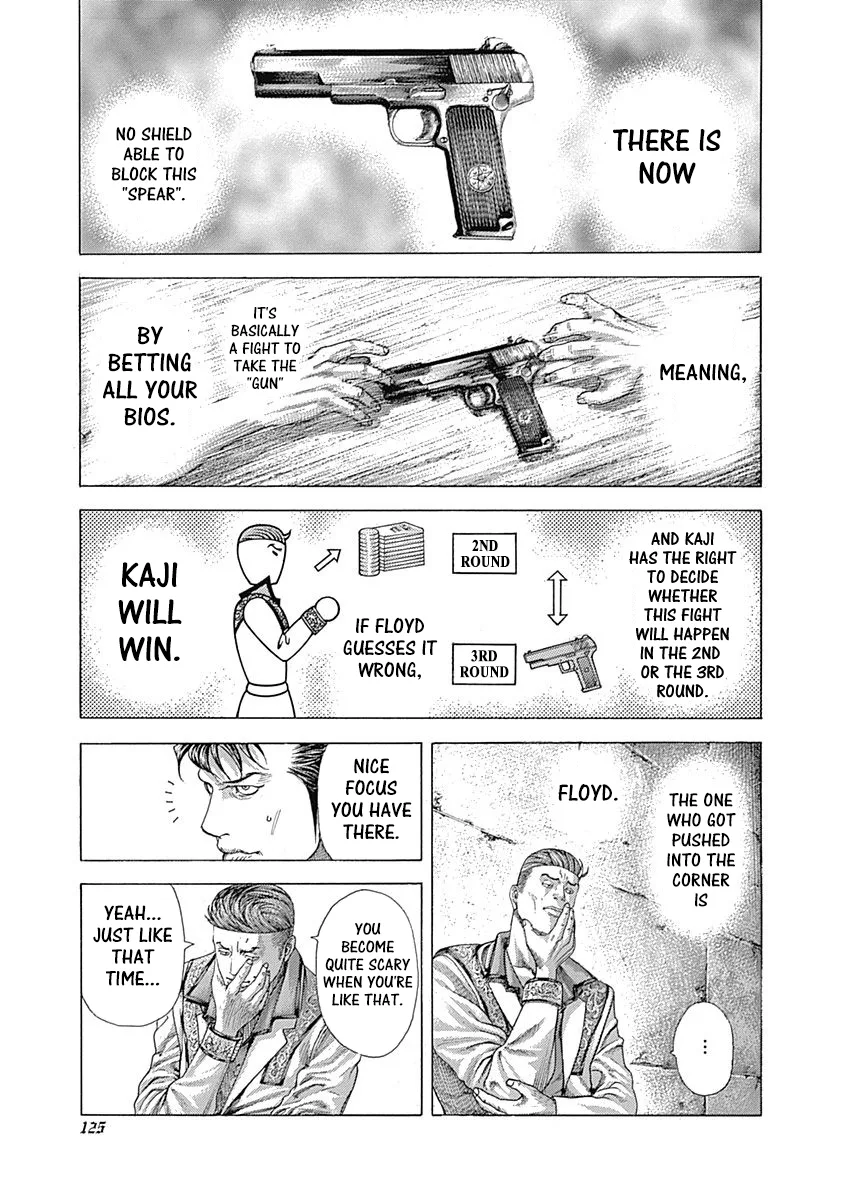 THERE IS
NOW
NO SHIELD
ABLE TO
BLOCK THIS
"SPEAR".
MEANING,
IT'S
BASICALLY
A FIGHT TO
TAKE THE
"GUN"
BY
BETTING
ALL YOUR
BIOS.
AND KAJI
HAS THE RIGHT
TO DECIDE
WHETHER
THIS FIGHT
WILL HAPPEN
IN THE 2ND
OR THE 3RD
ROUND.
2ND
ROUND
3RD
ROUND
IF FLOYD
GUESSES IT
WRONG,
KAJI
WILL
WIN.
THE ONE
WHO GOT
PUSHED
INTO THE
CORNER
IS
FLOYD.
...
NICE
FOCUS
YOU HAVE
THERE.
YOU
BECOME
QUITE SCARY
WHEN YOU'RE
LIKE THAT.
YEAH...
JUST LIKE
THAT
TIME...
125